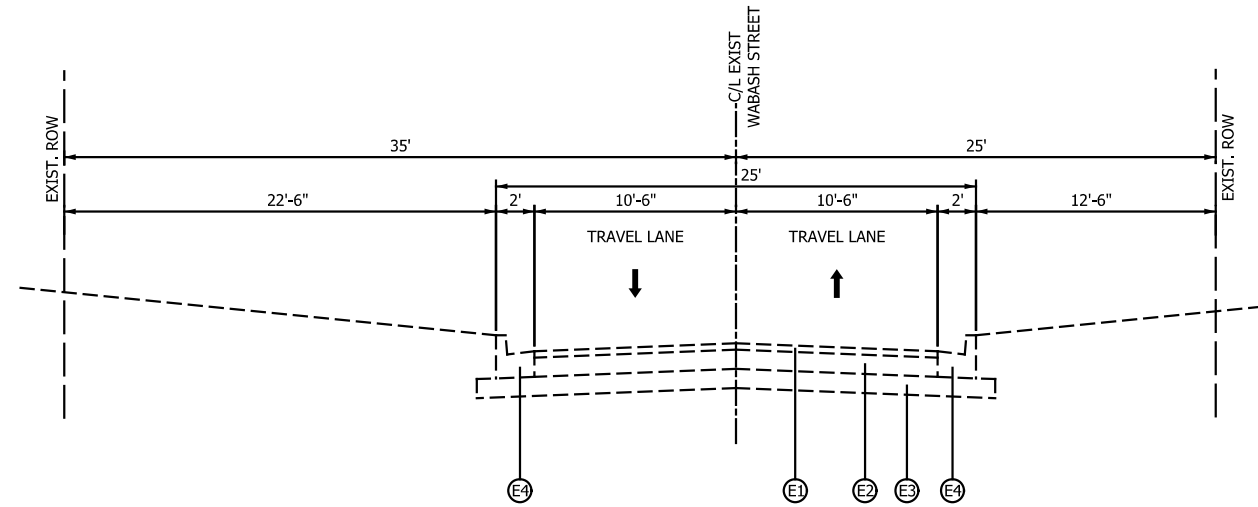 C/L EXIST
WABASH STREET
EXIST. ROW
EXIST. ROW
35'
25'
25'
22'-6"
2'
10'-6"
10'-6"
2'
12'-6"
TRAVEL LANE
TRAVEL LANE
E4
E1
E2
E3
E4